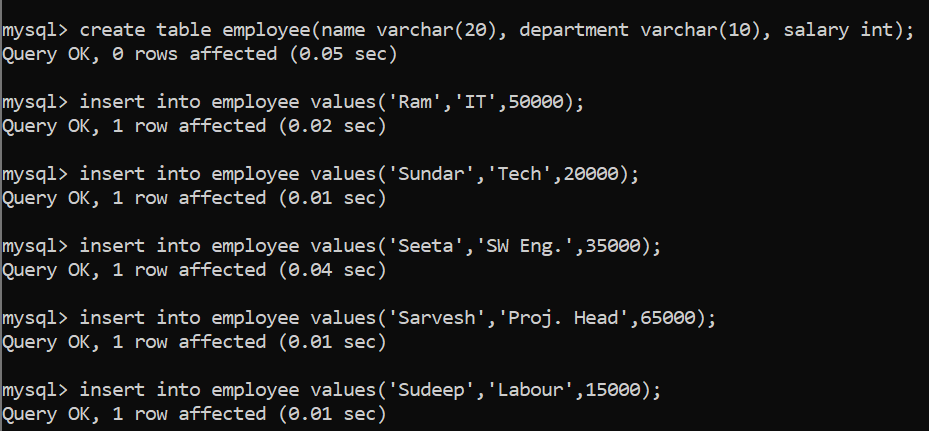 mysql> create table employee(name varchar(20), department varchar(10), salary int);
Query OK, 0 rows affected (0.05 sec)
mysql> insert into employee values('Ram','IT',50000);
Query OK, 1 row affected (0.02 sec)
mysql> insert into employee values('Sundar','Tech',20000);
Query OK, 1 row affected (0.01 sec)
mysql> insert into employee values('Seeta','SW Eng.',35000);
Query OK, 1 row affected (0.04 sec)
mysql> insert into employee values('Sarvesh','Proj. Head',65000);
Query OK, 1 row affected (0.01 sec)
mysql> insert into employee values('Sudeep','Labour',15000);
Query OK, 1 row affected (0.01 sec)